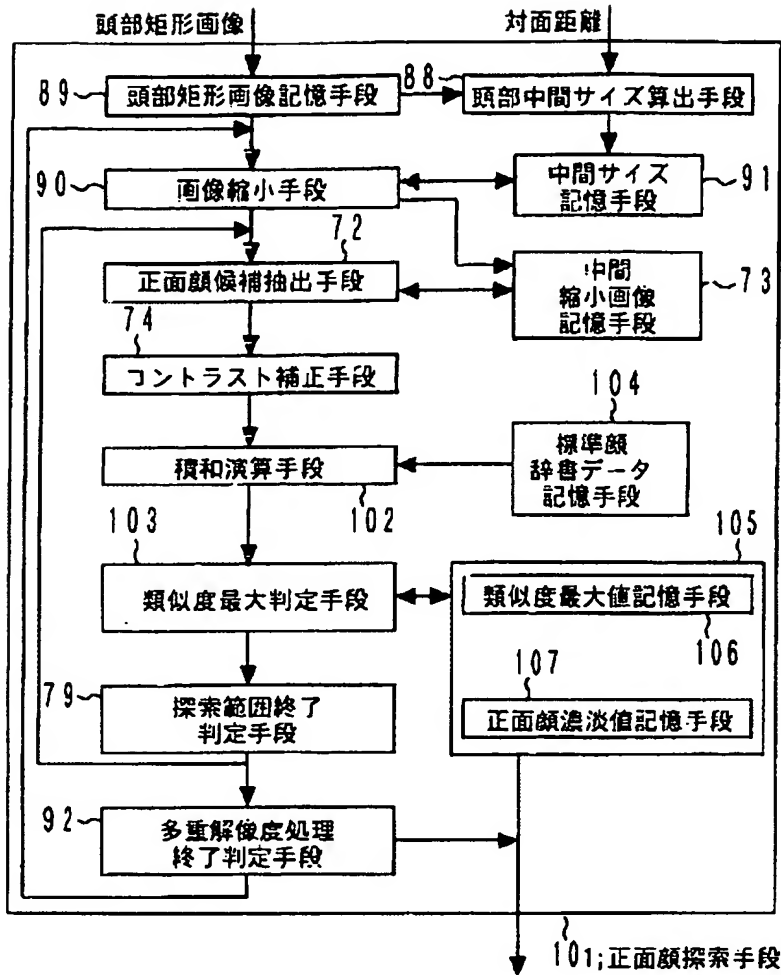 頭部矩形画像
対面距離
89
頭部矩形画像記憶手段
88
頭部中間サイズ算出手段
90
画像縮小手段
中間サイズ
記憶手段
91
72
正面顔候補抽出手段
中間
縮小画像
記憶手段
73
74
コントラスト補正手段
104
積和演算手段
102
標準顔
辞書データ
記憶手段
103
類似度最大判定手段
105
類似度最大値記憶手段
106
107
正面顔濃淡値記憶手段
79
探索範囲終了
判定手段
92
多重解像度処理
終了判定手段
101;正面顔探索手段